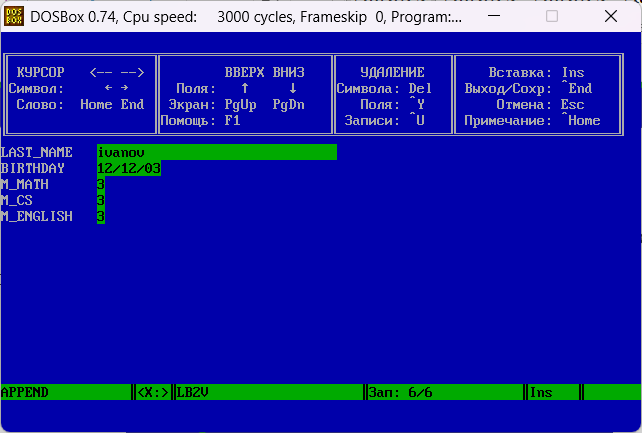 DOSBox 0.74, Cpu speed: 3000 cycles, Frameskip 0, Program:...
КУРСОР <-- --> ВВЕРХ ВНИЗ УДАЛЕНИЕ Вставка: Ins
Символ: ← → Поля: ↑ ↓ Символа: Del Выход/Сохр: ^End
Слово: Home End Экран: PgUp PgDn Поля: ^Y Отмена: Esc
Помощь: F1 Записи: ^U Примечание: ^Home
LAST_NAME ivanov
BIRTHDAY 12/12/03
M_MATH 3
M_CS 3
M_ENGLISH 3
APPEND <X:> LB2V Зап: 6/6 Ins